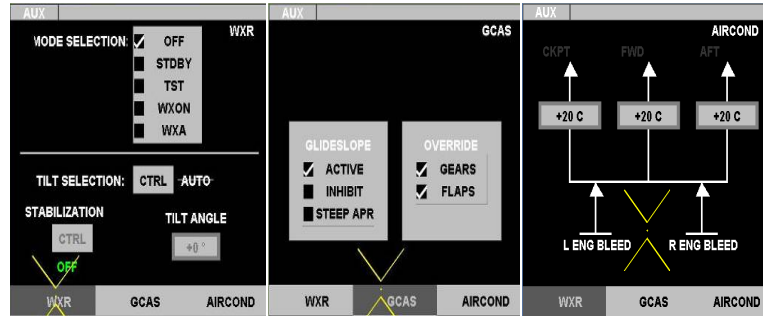 AUX
WXR
MODE SELECTION:
OFF
STDBY
TST
WXON
WXA
TILT SELECTION: CTRL AUTO
STABILIZATION
CTRL
OFF
TILT ANGLE
+0 °
WXR GCAS AIRCOND
AUX
GCAS
GLIDESLOPE
ACTIVE
INHIBIT
STEEP APR
OVERRIDE
GEARS
FLAPS
WXR GCAS AIRCOND
AUX
AIRCOND
CKPT FWD AFT
+20 C +20 C +20 C
L ENG BLEED R ENG BLEED
WXR GCAS AIRCOND